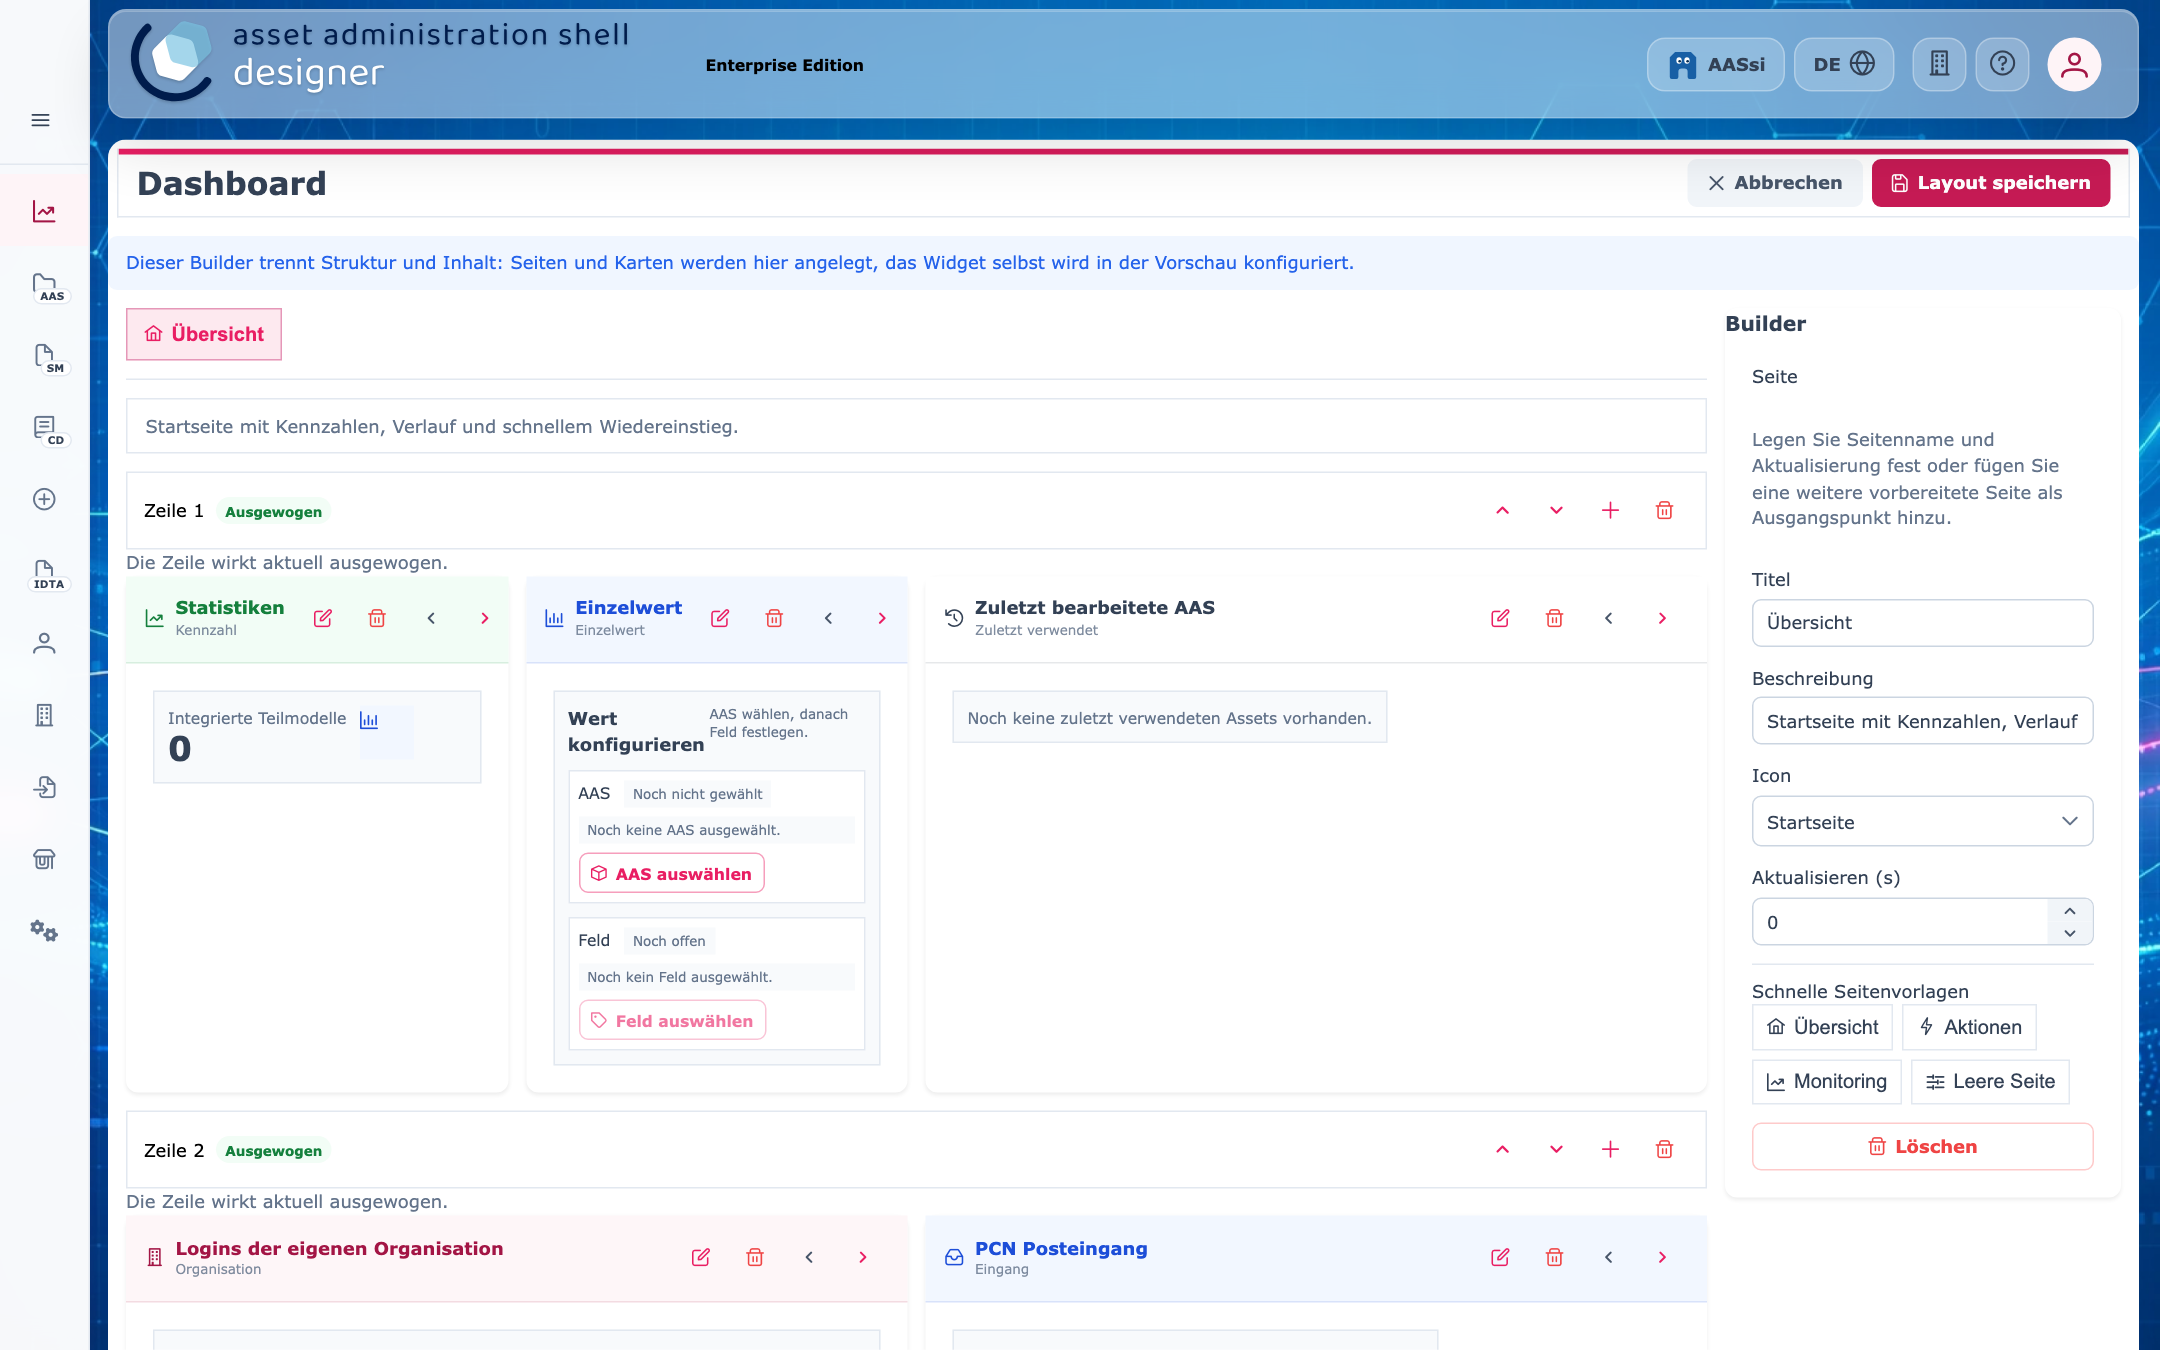 asset administration shell
designer
Enterprise Edition
AASsi
DE
Dashboard
Abbrechen
Layout speichern
Dieser Builder trennt Struktur und Inhalt: Seiten und Karten werden hier angelegt, das Widget selbst wird in der Vorschau konfiguriert.
AAS
SM
CD
IDTA
Übersicht
Startseite mit Kennzahlen, Verlauf und schnellem Wiedereinstieg.
Zeile 1
Ausgewogen
Die Zeile wirkt aktuell ausgewogen.
Statistiken
Kennzahl
Integrierte Teilmodelle
0
Einzelwert
Einzelwert
Wert
konfigurieren
AAS wählen, danach
Feld festlegen.
AAS
Noch nicht gewählt
Noch keine AAS ausgewählt.
AAS auswählen
Feld
Noch offen
Noch kein Feld ausgewählt.
Feld auswählen
Zuletzt bearbeitete AAS
Zuletzt verwendet
Noch keine zuletzt verwendeten Assets vorhanden.
Zeile 2
Ausgewogen
Die Zeile wirkt aktuell ausgewogen.
Logins der eigenen Organisation
Organisation
PCN Posteingang
Eingang
Builder
Seite
Legen Sie Seitenname und
Aktualisierung fest oder fügen Sie
eine weitere vorbereitete Seite als
Ausgangspunkt hinzu.
Titel
Übersicht
Beschreibung
Startseite mit Kennzahlen, Verlauf
Icon
Startseite
Aktualisieren (s)
0
Schnelle Seitenvorlagen
Übersicht
Aktionen
Monitoring
Leere Seite
Löschen